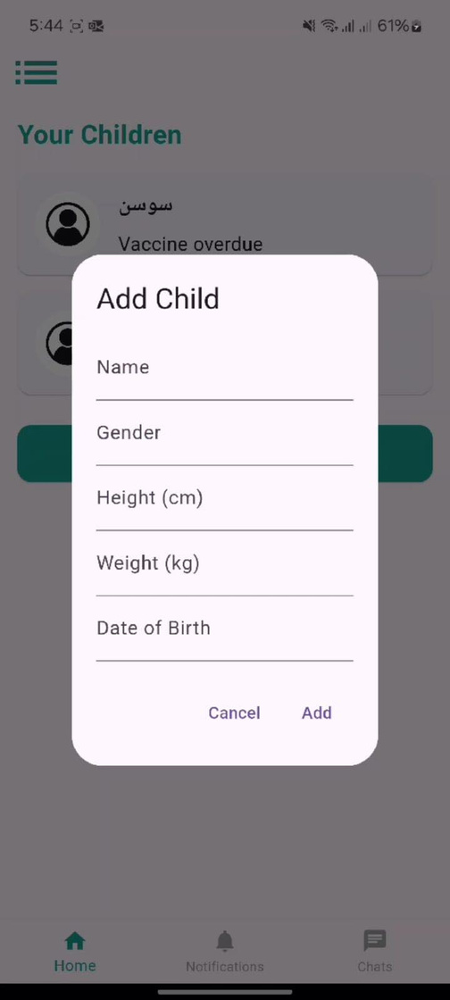 5:44 61%
Your Children
سوسن
Vaccine overdue
Add Child
Name
Gender
Height (cm)
Weight (kg)
Date of Birth
Cancel Add
Home Notifications Chats